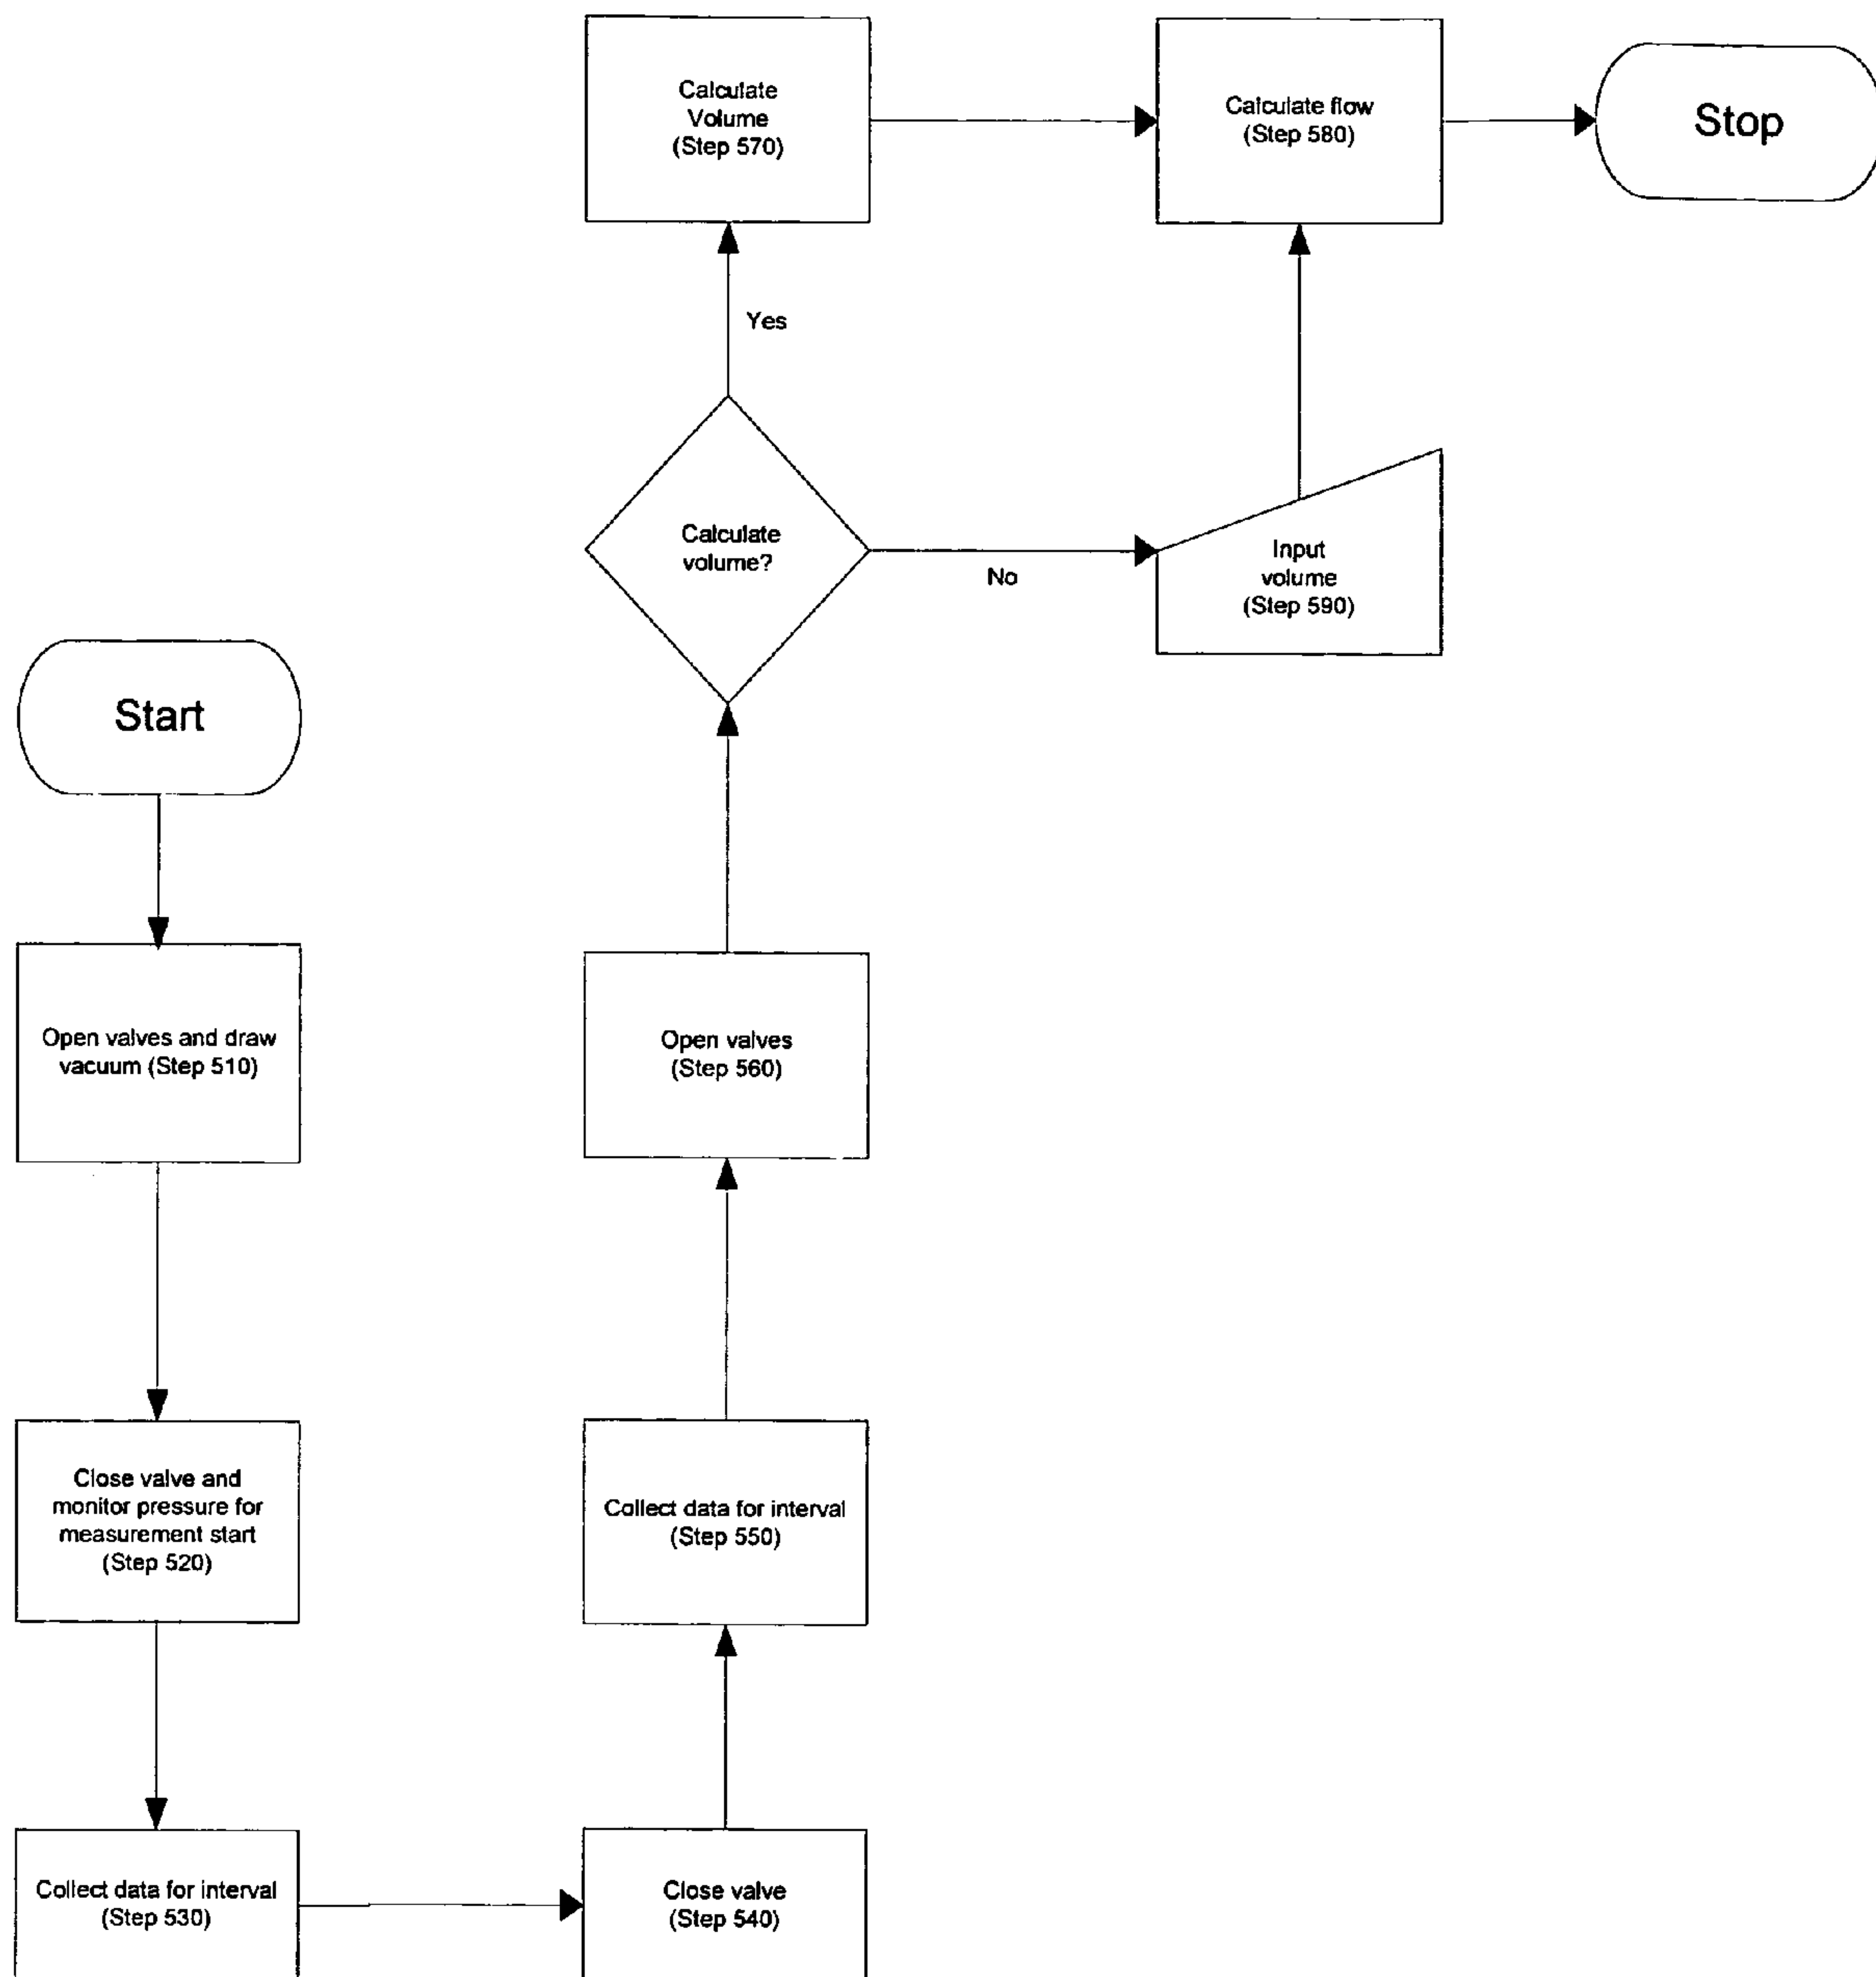 Start
Open valves and draw
vacuum (Step 510)
Close valve and
monitor pressure for
measurement start
(Step 520)
Collect data for interval
(Step 530)
Close valve
(Step 540)
Collect data for interval
(Step 550)
Open valves
(Step 560)
Calculate
volume?
Yes
No
Calculate
Volume
(Step 570)
Input
volume
(Step 590)
Calculate flow
(Step 580)
Stop